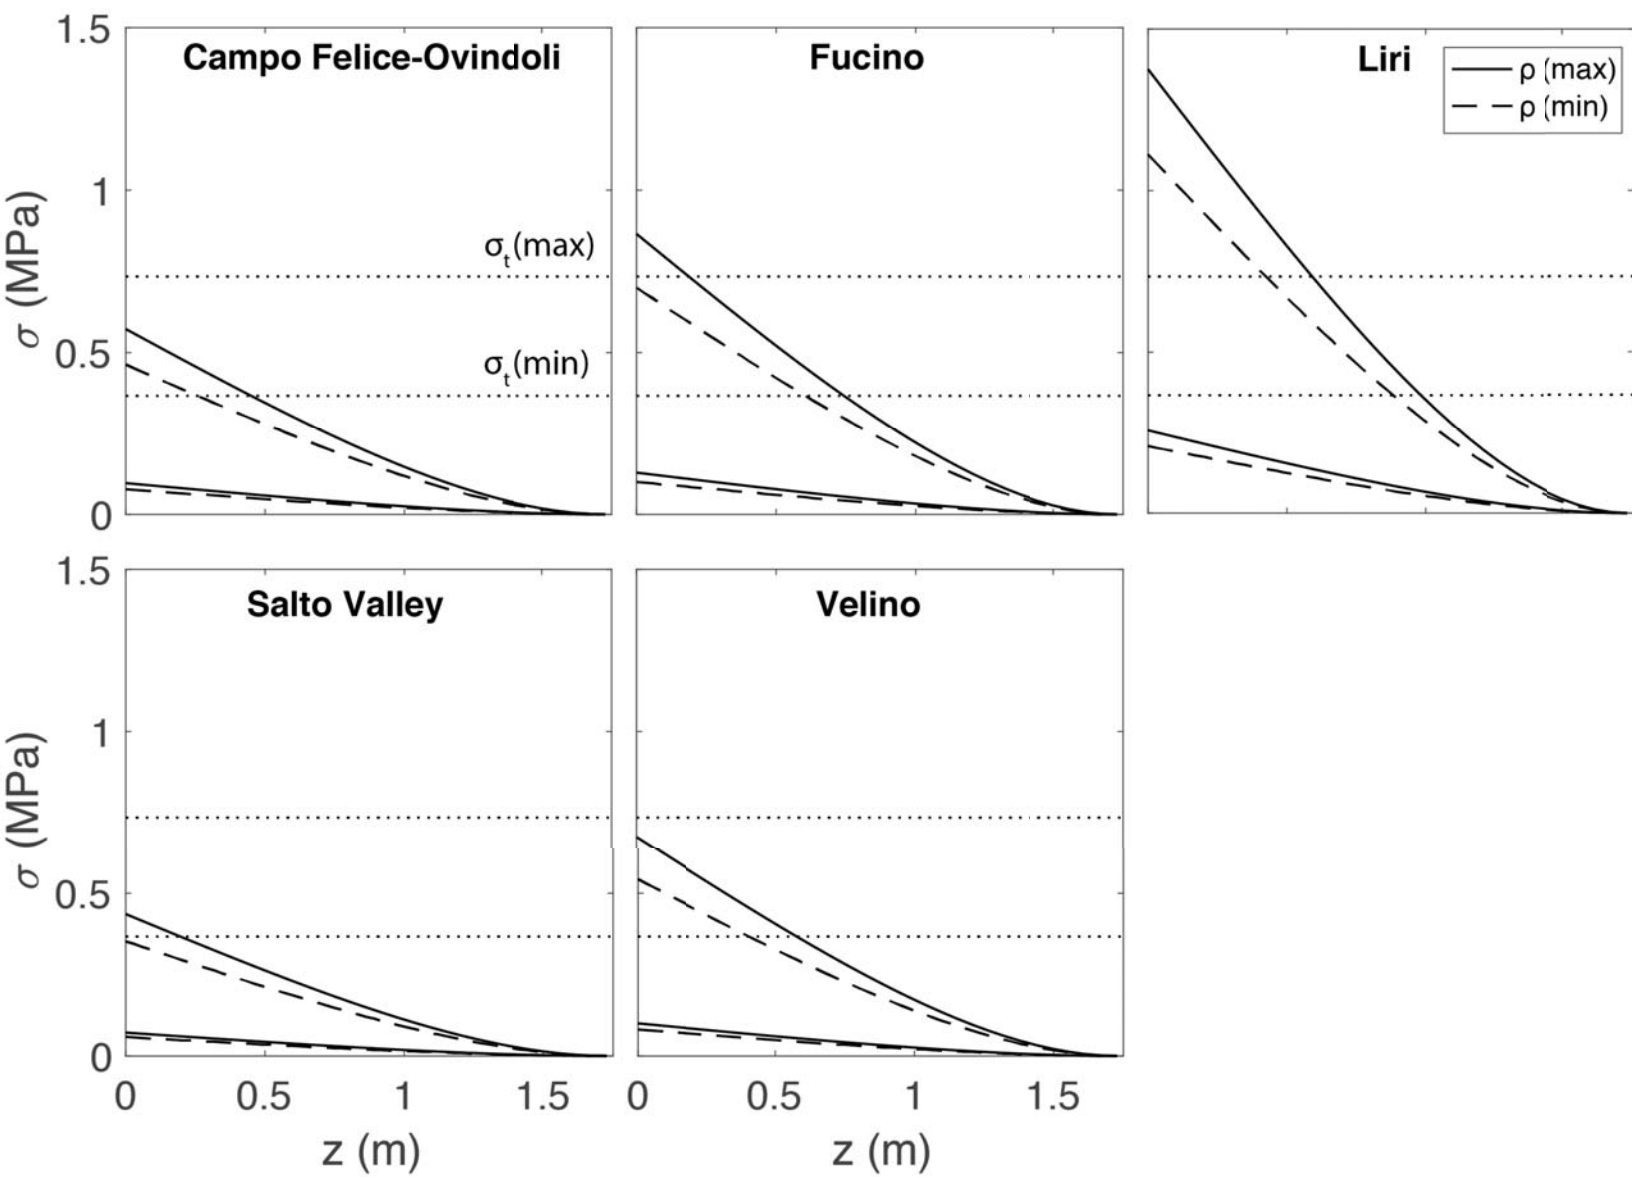 1.5
Campo Felice-Ovindoli
Fucino
Liri
ρ (max)
ρ (min)
1
σ (MPa)
σt(max)
0.5
σt(min)
0
1.5
Salto Valley
Velino
1
σ (MPa)
0.5
0
0 0.5 1 1.5 0 0.5 1 1.5
z (m) z (m)